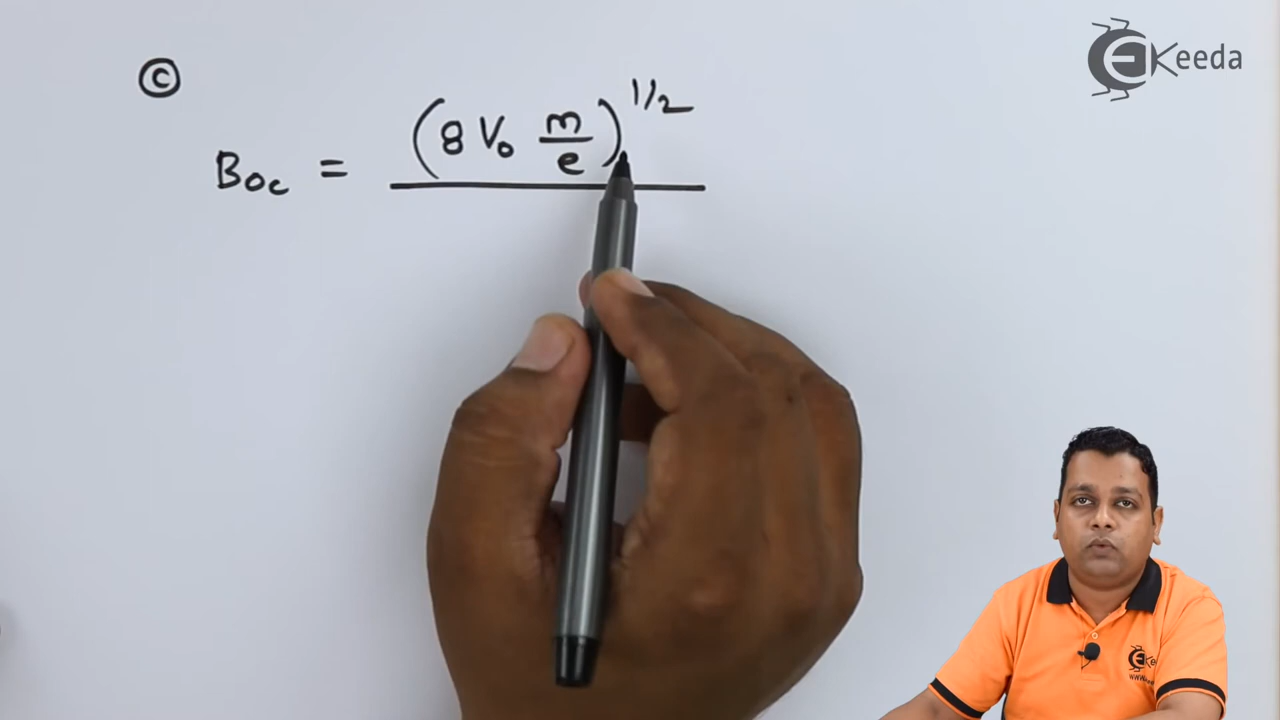 Keeda
©
B₀c = (8 V₀ m/e)^1/2